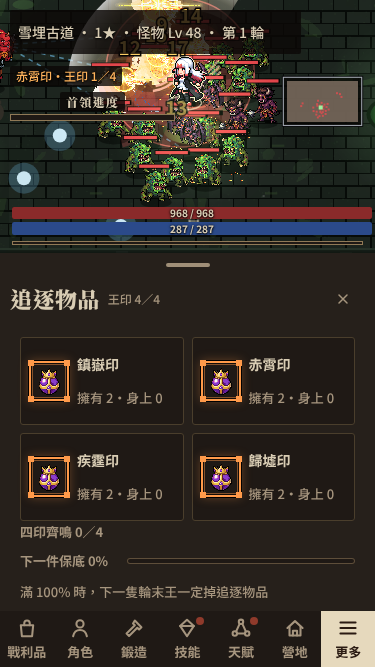 雪埋古道 • 1★ • 怪物 Lv 48 • 第 1 輪
14
12 17
赤霄印・王印 1／4
首領進度
13
968 / 968
287 / 287
追逐物品 王印 4／4
鎮嶽印
擁有 2・身上 0
赤霄印
擁有 2・身上 0
疾霆印
擁有 2・身上 0
歸墟印
擁有 2・身上 0
四印齊鳴 0／4
下一件保底 0%
滿 100% 時，下一隻輪末王一定掉追逐物品
戰利品 角色 鍛造 技能 天賦 營地 更多